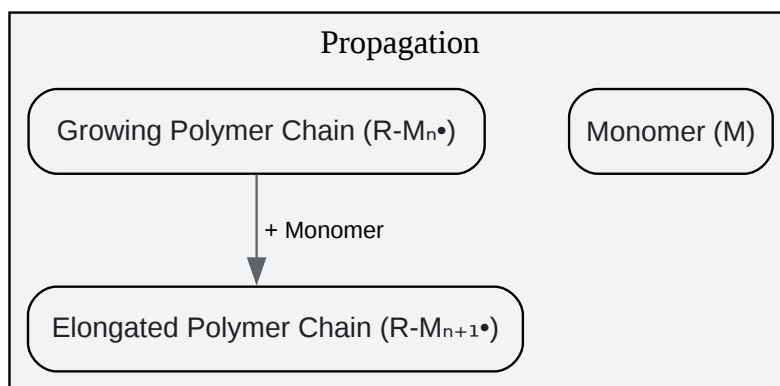 Propagation
Growing Polymer Chain (R-Mₙ•)
Monomer (M)
+ Monomer
Elongated Polymer Chain (R-Mₙ₊₁•)